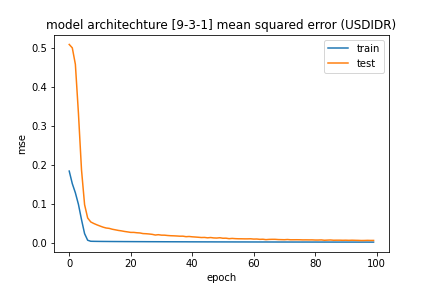 model architechture [9-3-1] mean squared error (USDIDR)
train
test
0.5
0.4
0.3
0.2
0.1
0.0
mse
0 20 40 60 80 100
epoch